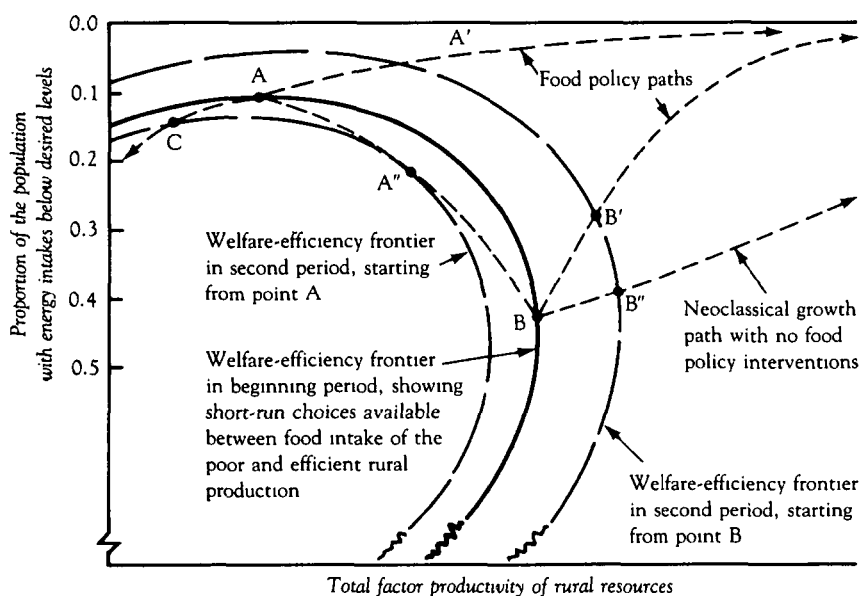 Proportion of the population
with energy intakes below desired levels
0.0
0.1
0.2
0.3
0.4
0.5
A
A'
C
A"
B
B'
B"
Food policy paths
Welfare-efficiency frontier
in second period, starting
from point A
Welfare-efficiency frontier
in beginning period, showing
short-run choices available
between food intake of the
poor and efficient rural
production
Neoclassical growth
path with no food
policy interventions
Welfare-efficiency frontier
in second period, starting
from point B
Total factor productivity of rural resources